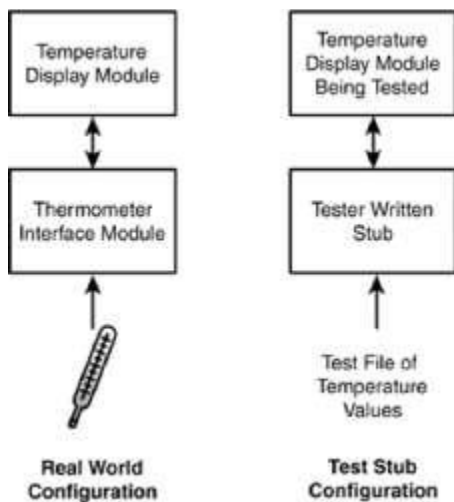 Temperature
Display Module
Thermometer
Interface Module
Real World
Configuration
Temperature
Display Module
Being Tested
Tester Written
Stub
Test File of
Temperature
Values
Test Stub
Configuration